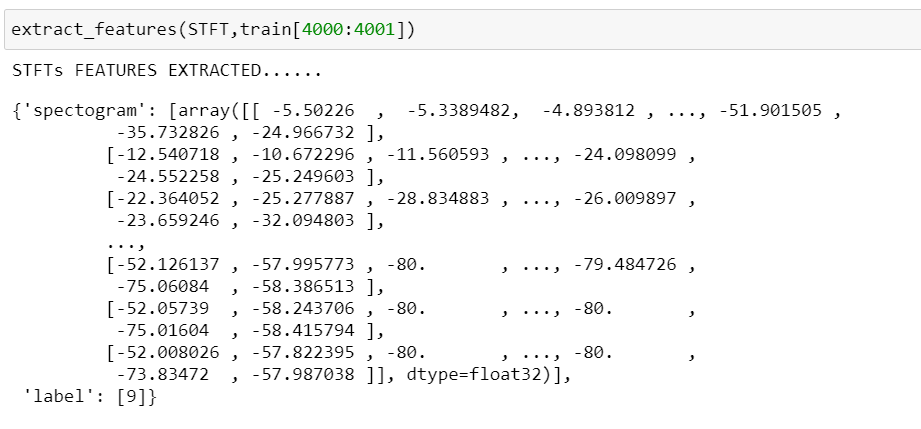 extract_features(STFT,train[4000:4001])
STFTs FEATURES EXTRACTED......
{'spectogram': [array([[ -5.50226  ,  -5.3389482,  -4.893812 , ..., -51.901505 ,
         -35.732826 , -24.966732 ],
        [-12.540718 , -10.672296 , -11.560593 , ..., -24.098099 ,
         -24.552258 , -25.249603 ],
        [-22.364052 , -25.277887 , -28.834883 , ..., -26.009897 ,
         -23.659246 , -32.094803 ],
        ...,
        [-52.126137 , -57.995773 , -80.       , ..., -79.484726 ,
         -75.06084  , -58.386513 ],
        [-52.05739  , -58.243706 , -80.       , ..., -80.       ,
         -75.01604  , -58.415794 ],
        [-52.008026 , -57.822395 , -80.       , ..., -80.       ,
         -73.83472  , -57.987038 ]], dtype=float32)],
 'label': [9]}